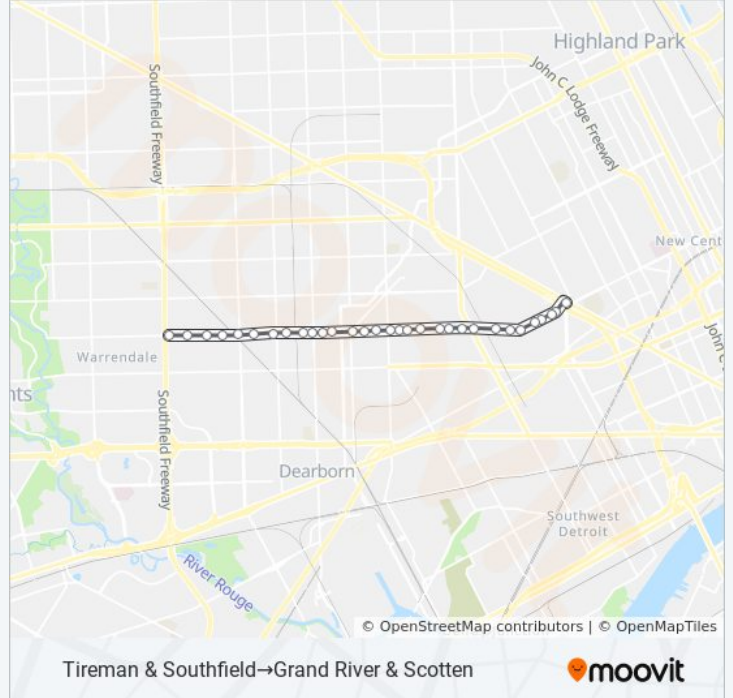 Highland Park
John C Lodge Freeway
Southfield Freeway
New Cent
John C
Warrendale
nts
Southfield Freeway
Dearborn
Southwest
Detroit
River Rouge
© OpenStreetMap contributors | © OpenMapTiles
Tireman & Southfield→Grand River & Scotten
moovit